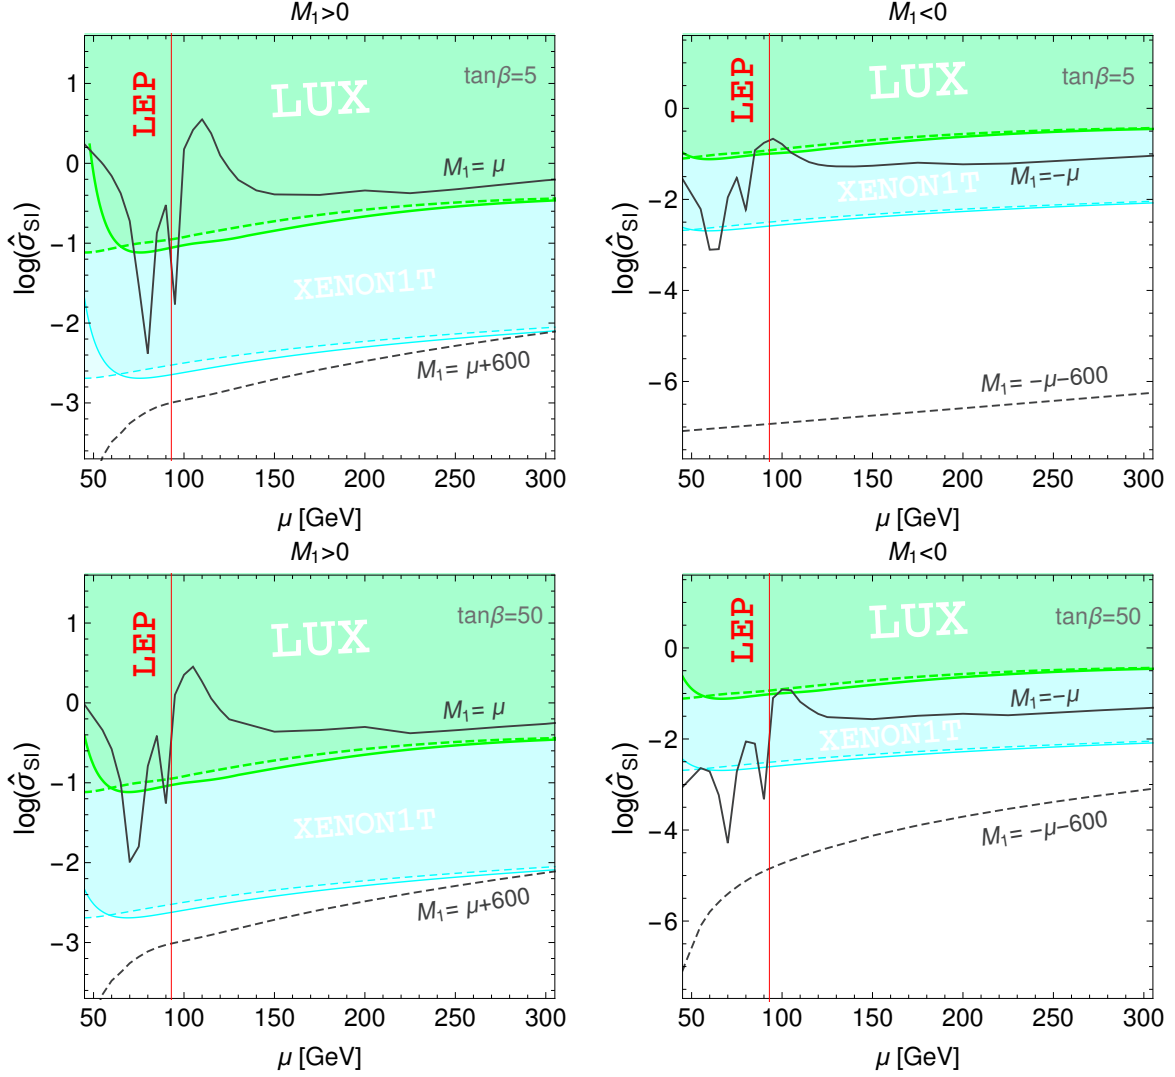 M₁>0
LEP
LUX
tanβ=5
M₁= μ
XENON1T
M₁= μ+600
log(σ̂SI)
1
0
−1
−2
−3
50 100 150 200 250 300
μ [GeV]
M₁<0
LEP
LUX
tanβ=5
XENON1T
M₁=−μ
M₁= −μ−600
log(σ̂SI)
0
−2
−4
−6
50 100 150 200 250 300
μ [GeV]
M₁>0
LEP
LUX
tanβ=50
M₁= μ
XENON1T
M₁= μ+600
log(σ̂SI)
1
0
−1
−2
−3
50 100 150 200 250 300
μ [GeV]
M₁<0
LEP
LUX
tanβ=50
M₁=−μ
XENON1T
M₁= −μ−600
log(σ̂SI)
0
−2
−4
−6
50 100 150 200 250 300
μ [GeV]